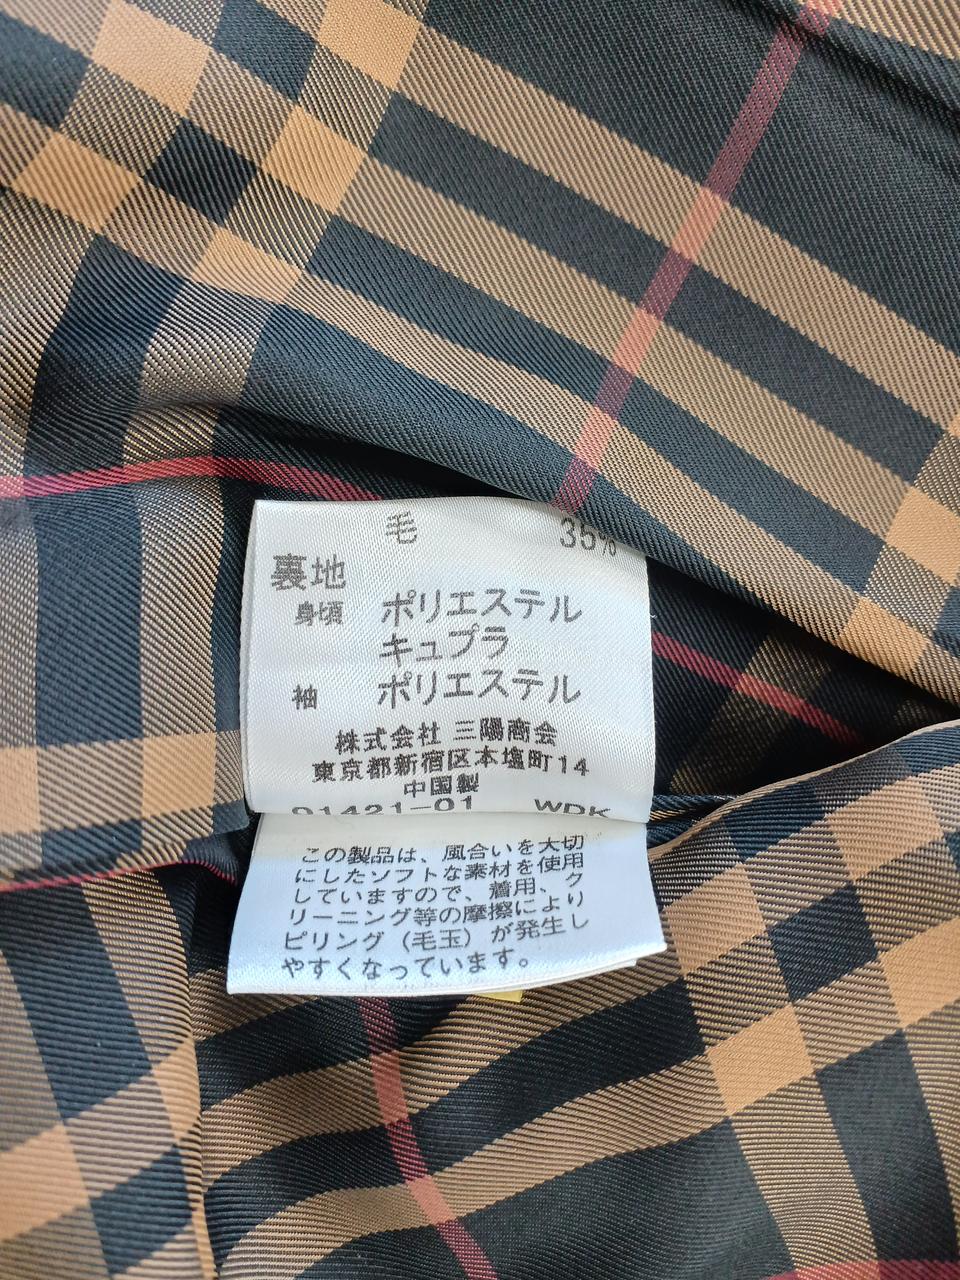 毛 35%
裏地
身頃 ポリエステル
キュプラ
袖 ポリエステル
株式会社 三陽商会
東京都新宿区本塩町14
中国製
91421-01 WDK
この製品は、風合いを大切
にしたソフトな素材を使用
していますので、着用、ク
リーニング等の摩擦により
ピリング(毛玉)が発生し
やすくなっています。